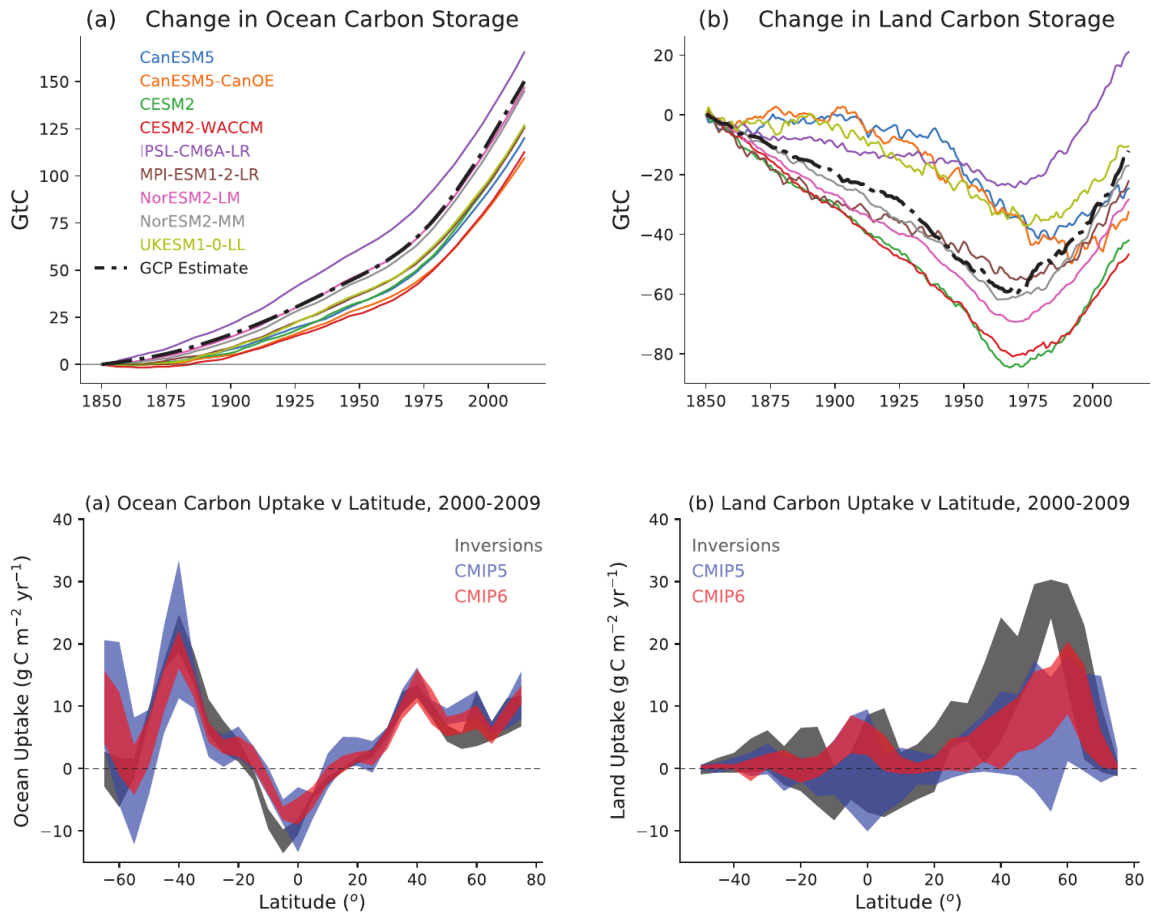 (a) Change in Ocean Carbon Storage
GtC
150
125
100
75
50
25
0
CanESM5
CanESM5-CanOE
CESM2
CESM2-WACCM
IPSL-CM6A-LR
MPI-ESM1-2-LR
NorESM2-LM
NorESM2-MM
UKESM1-0-LL
GCP Estimate
1850 1875 1900 1925 1950 1975 2000
(b) Change in Land Carbon Storage
GtC
20
0
−20
−40
−60
−80
1850 1875 1900 1925 1950 1975 2000
(a) Ocean Carbon Uptake v Latitude, 2000-2009
Ocean Uptake (g C m⁻² yr⁻¹)
40
30
20
10
0
−10
Inversions
CMIP5
CMIP6
−60 −40 −20 0 20 40 60 80
Latitude (°)
(b) Land Carbon Uptake v Latitude, 2000-2009
Land Uptake (g C m⁻² yr⁻¹)
40
30
20
10
0
−10
Inversions
CMIP5
CMIP6
−40 −20 0 20 40 60 80
Latitude (°)